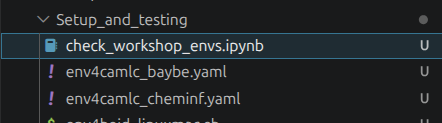 Setup_and_testing
check_workshop_envs.ipynb U
env4camlc_baybe.yaml U
env4camlc_cheminf.yaml U